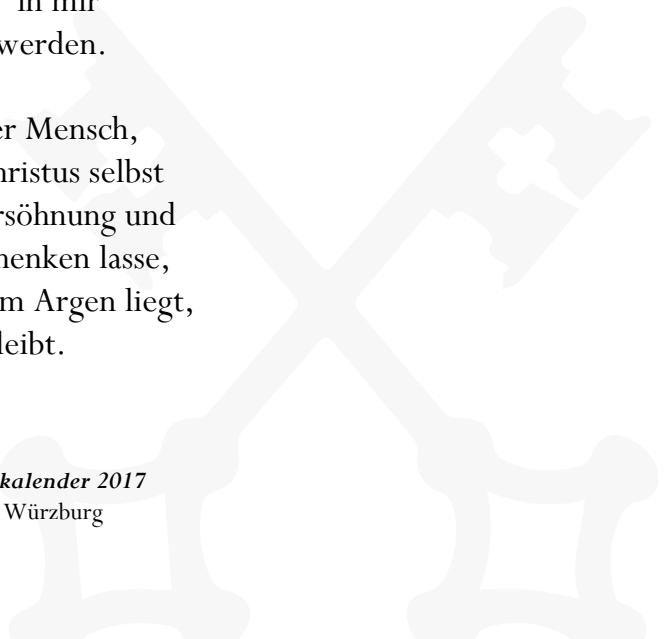 in mir
werden.
er Mensch,
hristus selbst
rsöhnung und
henken lasse,
m Argen liegt,
leibt.
kalender 2017
Würzburg